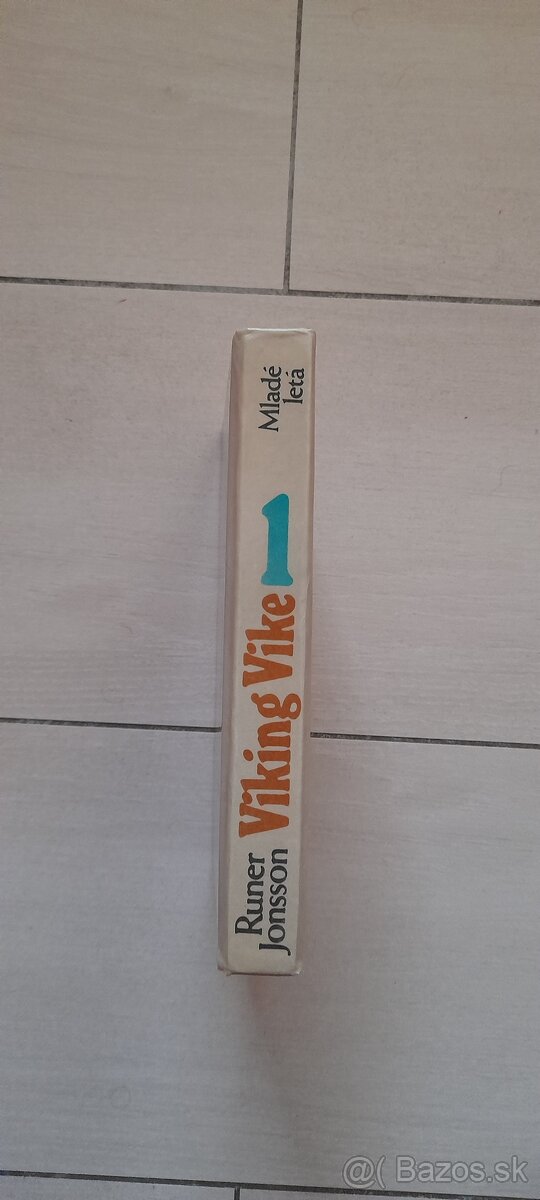 Runer
Jonsson
Viking Vike 1
Mladé
letá
@( Bazos.sk